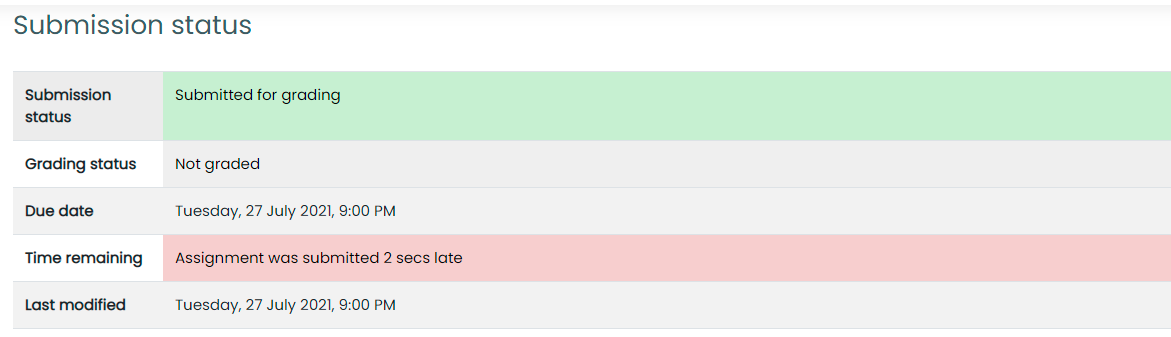 Submission status
Submission
status
Submitted for grading
Grading status
Not graded
Due date
Tuesday, 27 July 2021, 9:00 PM
Time remaining
Assignment was submitted 2 secs late
Last modified
Tuesday, 27 July 2021, 9:00 PM